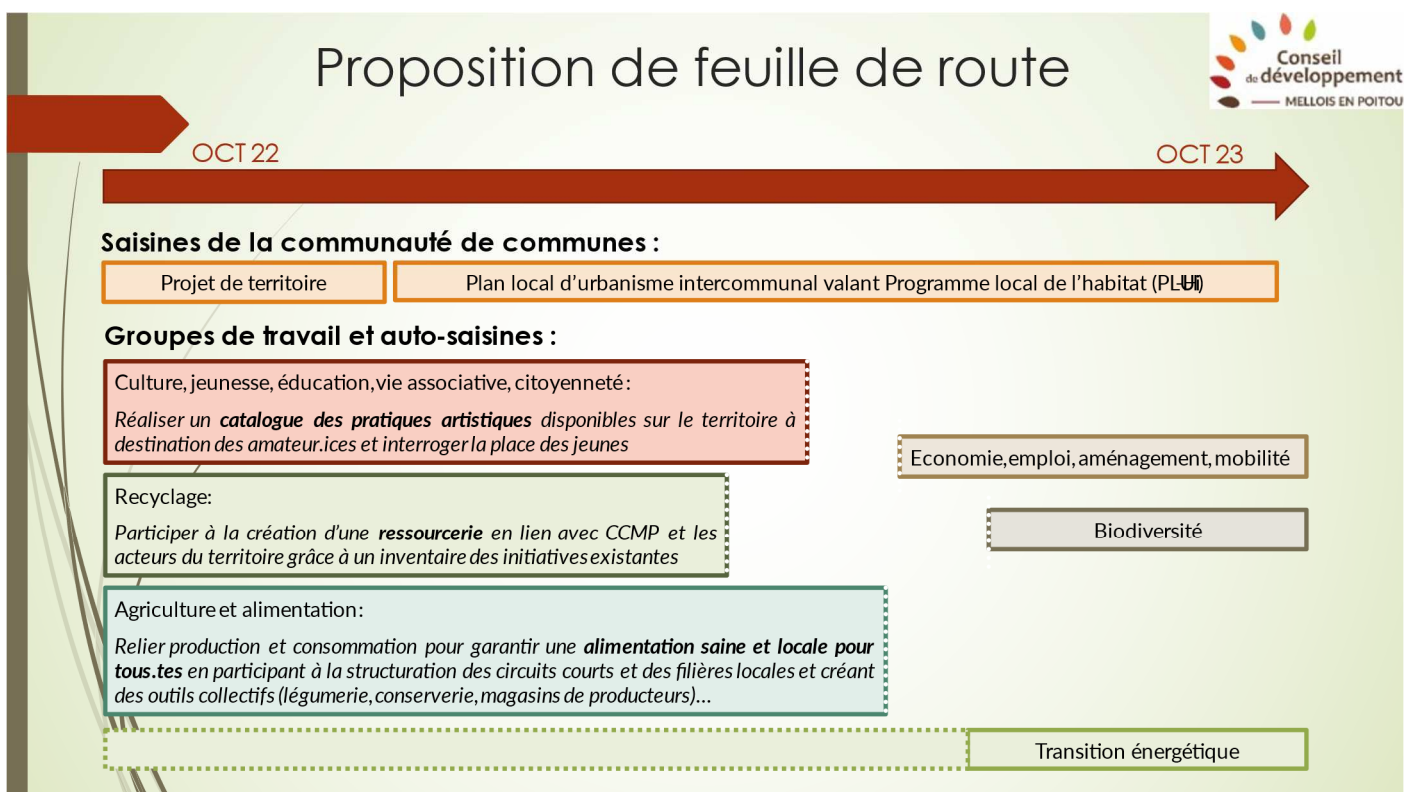 Proposition de feuille de route
Conseil
de développement
MELLOIS EN POITOU
OCT 22
OCT 23
Saisines de la communauté de communes :
Projet de territoire
Plan local d’urbanisme intercommunal valant Programme local de l’habitat
Groupes de travail et auto-saisines :
Culture, jeunesse, éducation, vie associative, citoyenneté :
Réaliser un catalogue des pratiques artistiques disponibles sur le territoire à
destination des amateur.ices et interroger la place des jeunes
Economie, emploi, aménagement, mobilité
Recyclage:
Participer à la création d’une ressourcerie en lien avec CCMP et les
acteurs du territoire grâce à un inventaire des initiatives existantes
Biodiversité
Agriculture et alimentation :
Relier production et consommation pour garantir une alimentation saine et locale pour
tous.tes en participant à la structuration des circuits courts et des filières locales et créant
des outils collectifs (légumerie, conserverie, magasins de producteurs)…
Transition énergétique